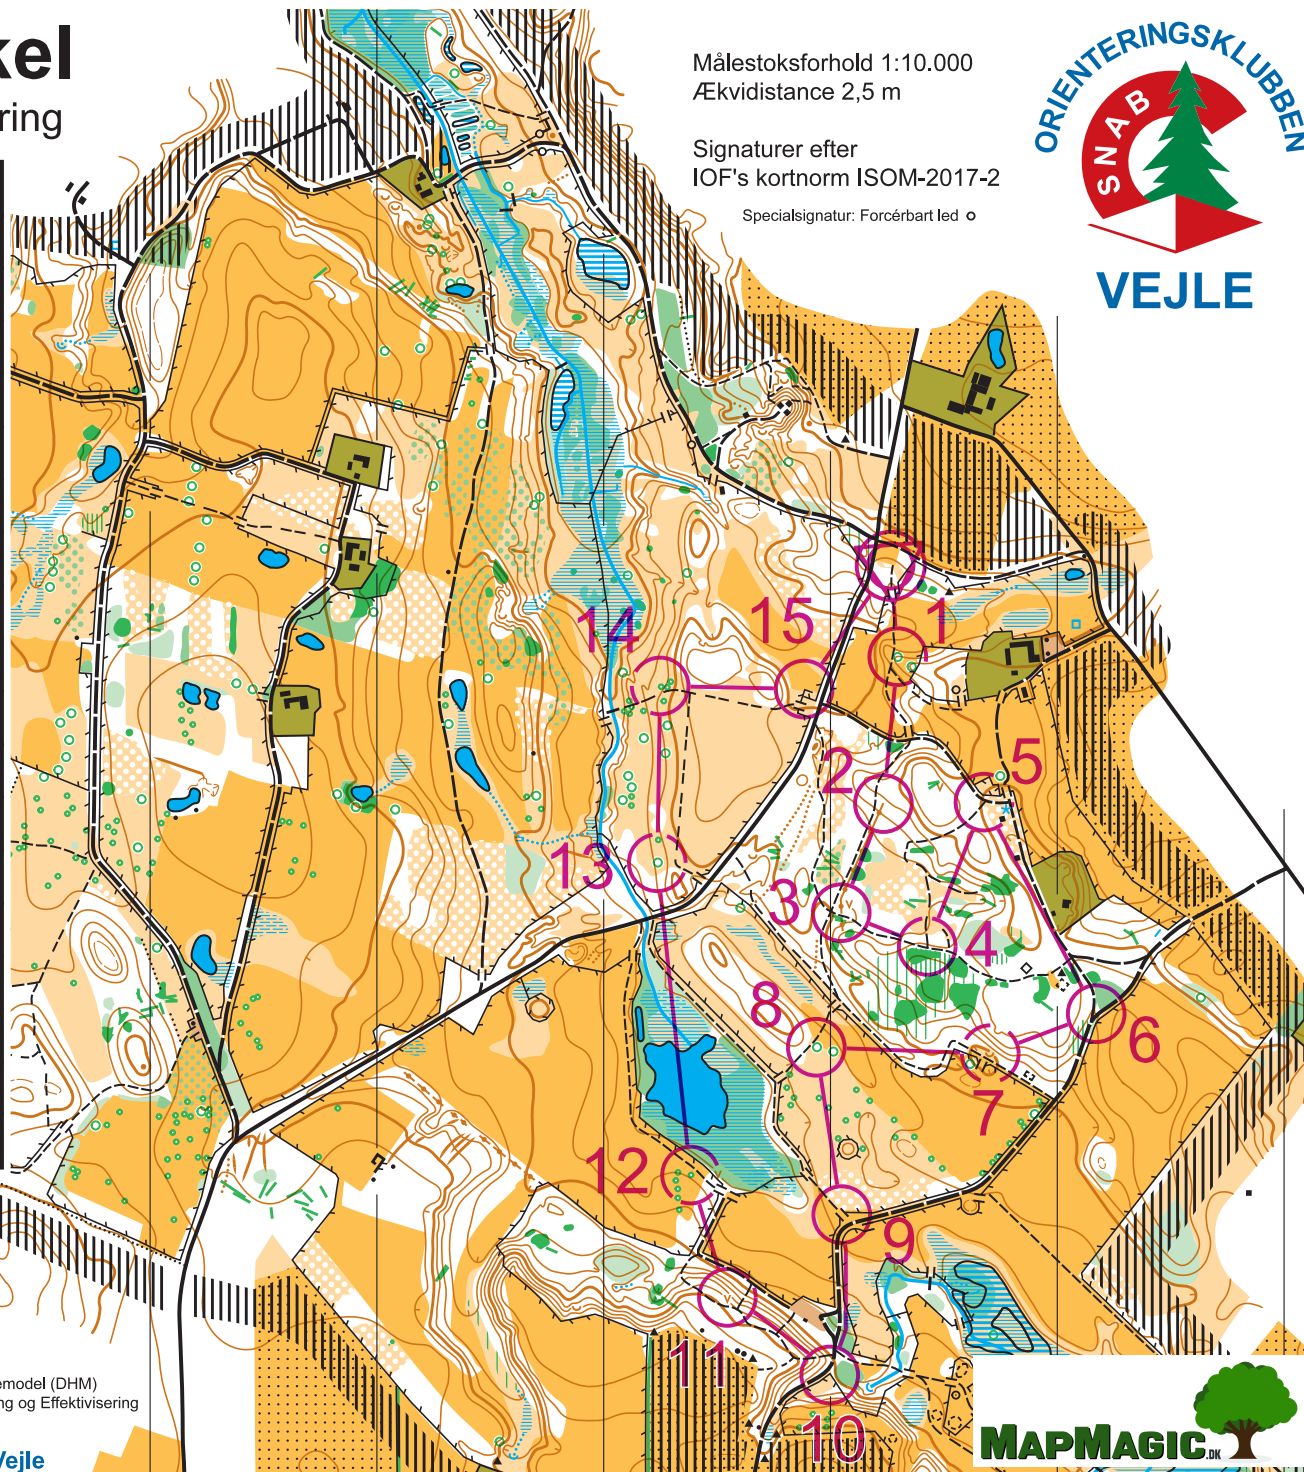 kel
ring
Målestoksforhold 1:10.000
Ækvidistance 2,5 m
Signaturer efter
IOF's kortnorm ISOM-2017-2
Specialsignatur: Forcérbart led
ORIENTERINGSKLUBBEN
SNAB
VEJLE
14
15
1
2
5
13
3
4
8
6
7
12
9
11
10
emodel (DHM)
ng og Effektivisering
Vejle
MAPMAGIC.DK